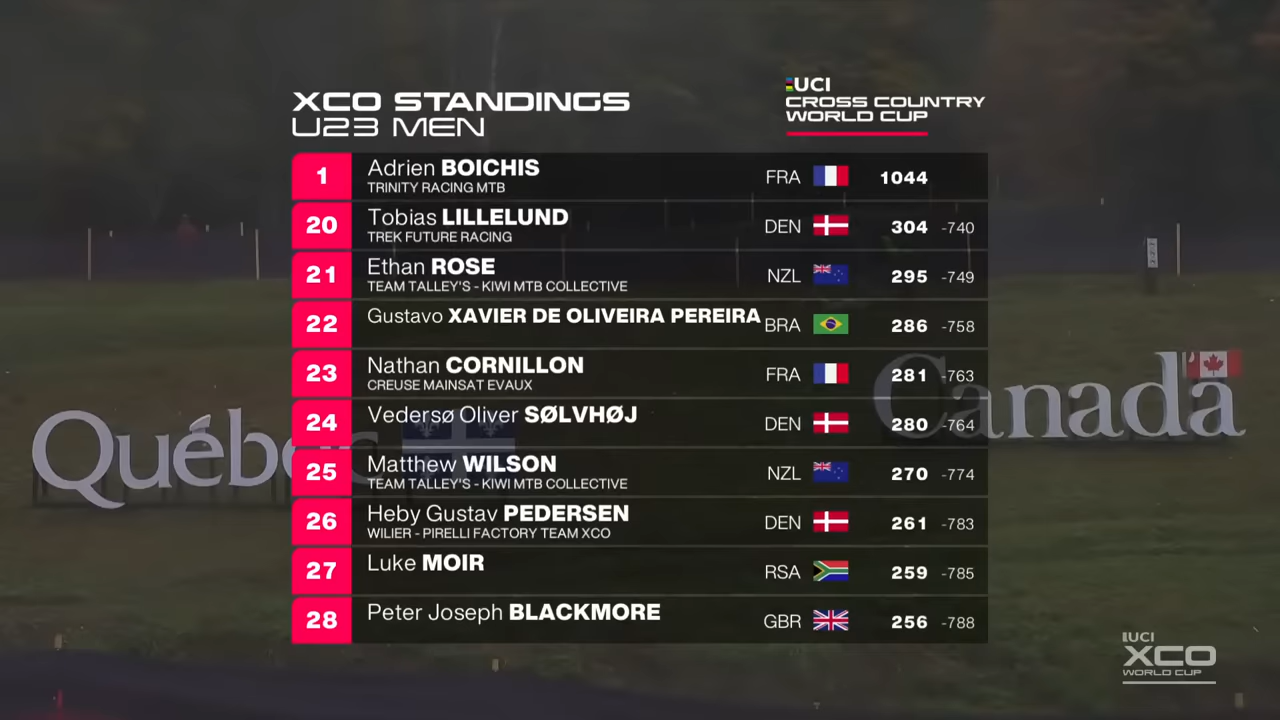 XCO STANDINGS
U23 MEN
UCI
CROSS COUNTRY
WORLD CUP
1 Adrien BOICHIS FRA 1044
TRINITY RACING MTB
20 Tobias LILLELUND DEN 304 -740
TREK FUTURE RACING
21 Ethan ROSE NZL 295 -749
TEAM TALLEY'S - KIWI MTB COLLECTIVE
22 Gustavo XAVIER DE OLIVEIRA PEREIRA BRA 286 -758
23 Nathan CORNILLON FRA 281 -763
CREUSE MAINSAT EVAUX
24 Vedersø Oliver SØLVHØJ DEN 280 -764
25 Matthew WILSON NZL 270 -774
TEAM TALLEY'S - KIWI MTB COLLECTIVE
26 Heby Gustav PEDERSEN DEN 261 -783
WILIER - PIRELLI FACTORY TEAM XCO
27 Luke MOIR RSA 259 -785
28 Peter Joseph BLACKMORE GBR 256 -788
Québec
Canada
UCI
XCO
WORLD CUP